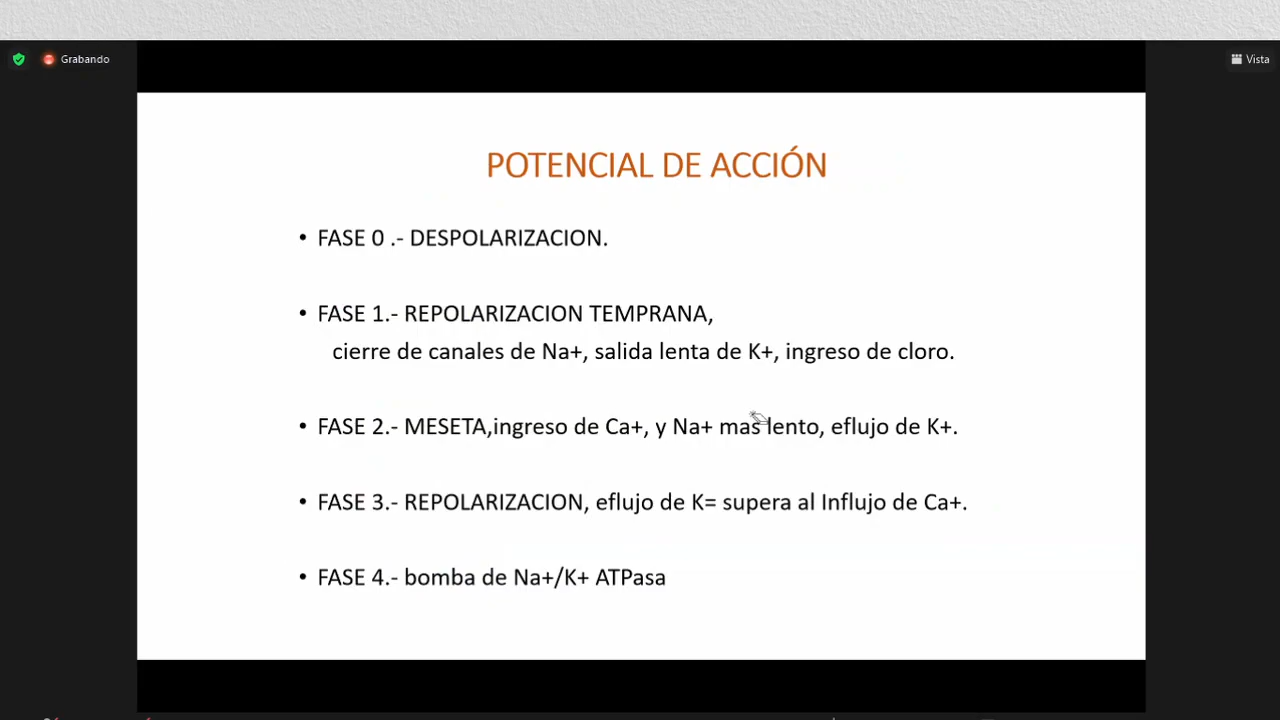 Grabando
Vista
POTENCIAL DE ACCIÓN
• FASE 0 .- DESPOLARIZACION.
• FASE 1.- REPOLARIZACION TEMPRANA,
cierre de canales de Na+, salida lenta de K+, ingreso de cloro.
• FASE 2.- MESETA,ingreso de Ca+, y Na+ mas lento, eflujo de K+.
• FASE 3.- REPOLARIZACION, eflujo de K= supera al Influjo de Ca+.
• FASE 4.- bomba de Na+/K+ ATPasa